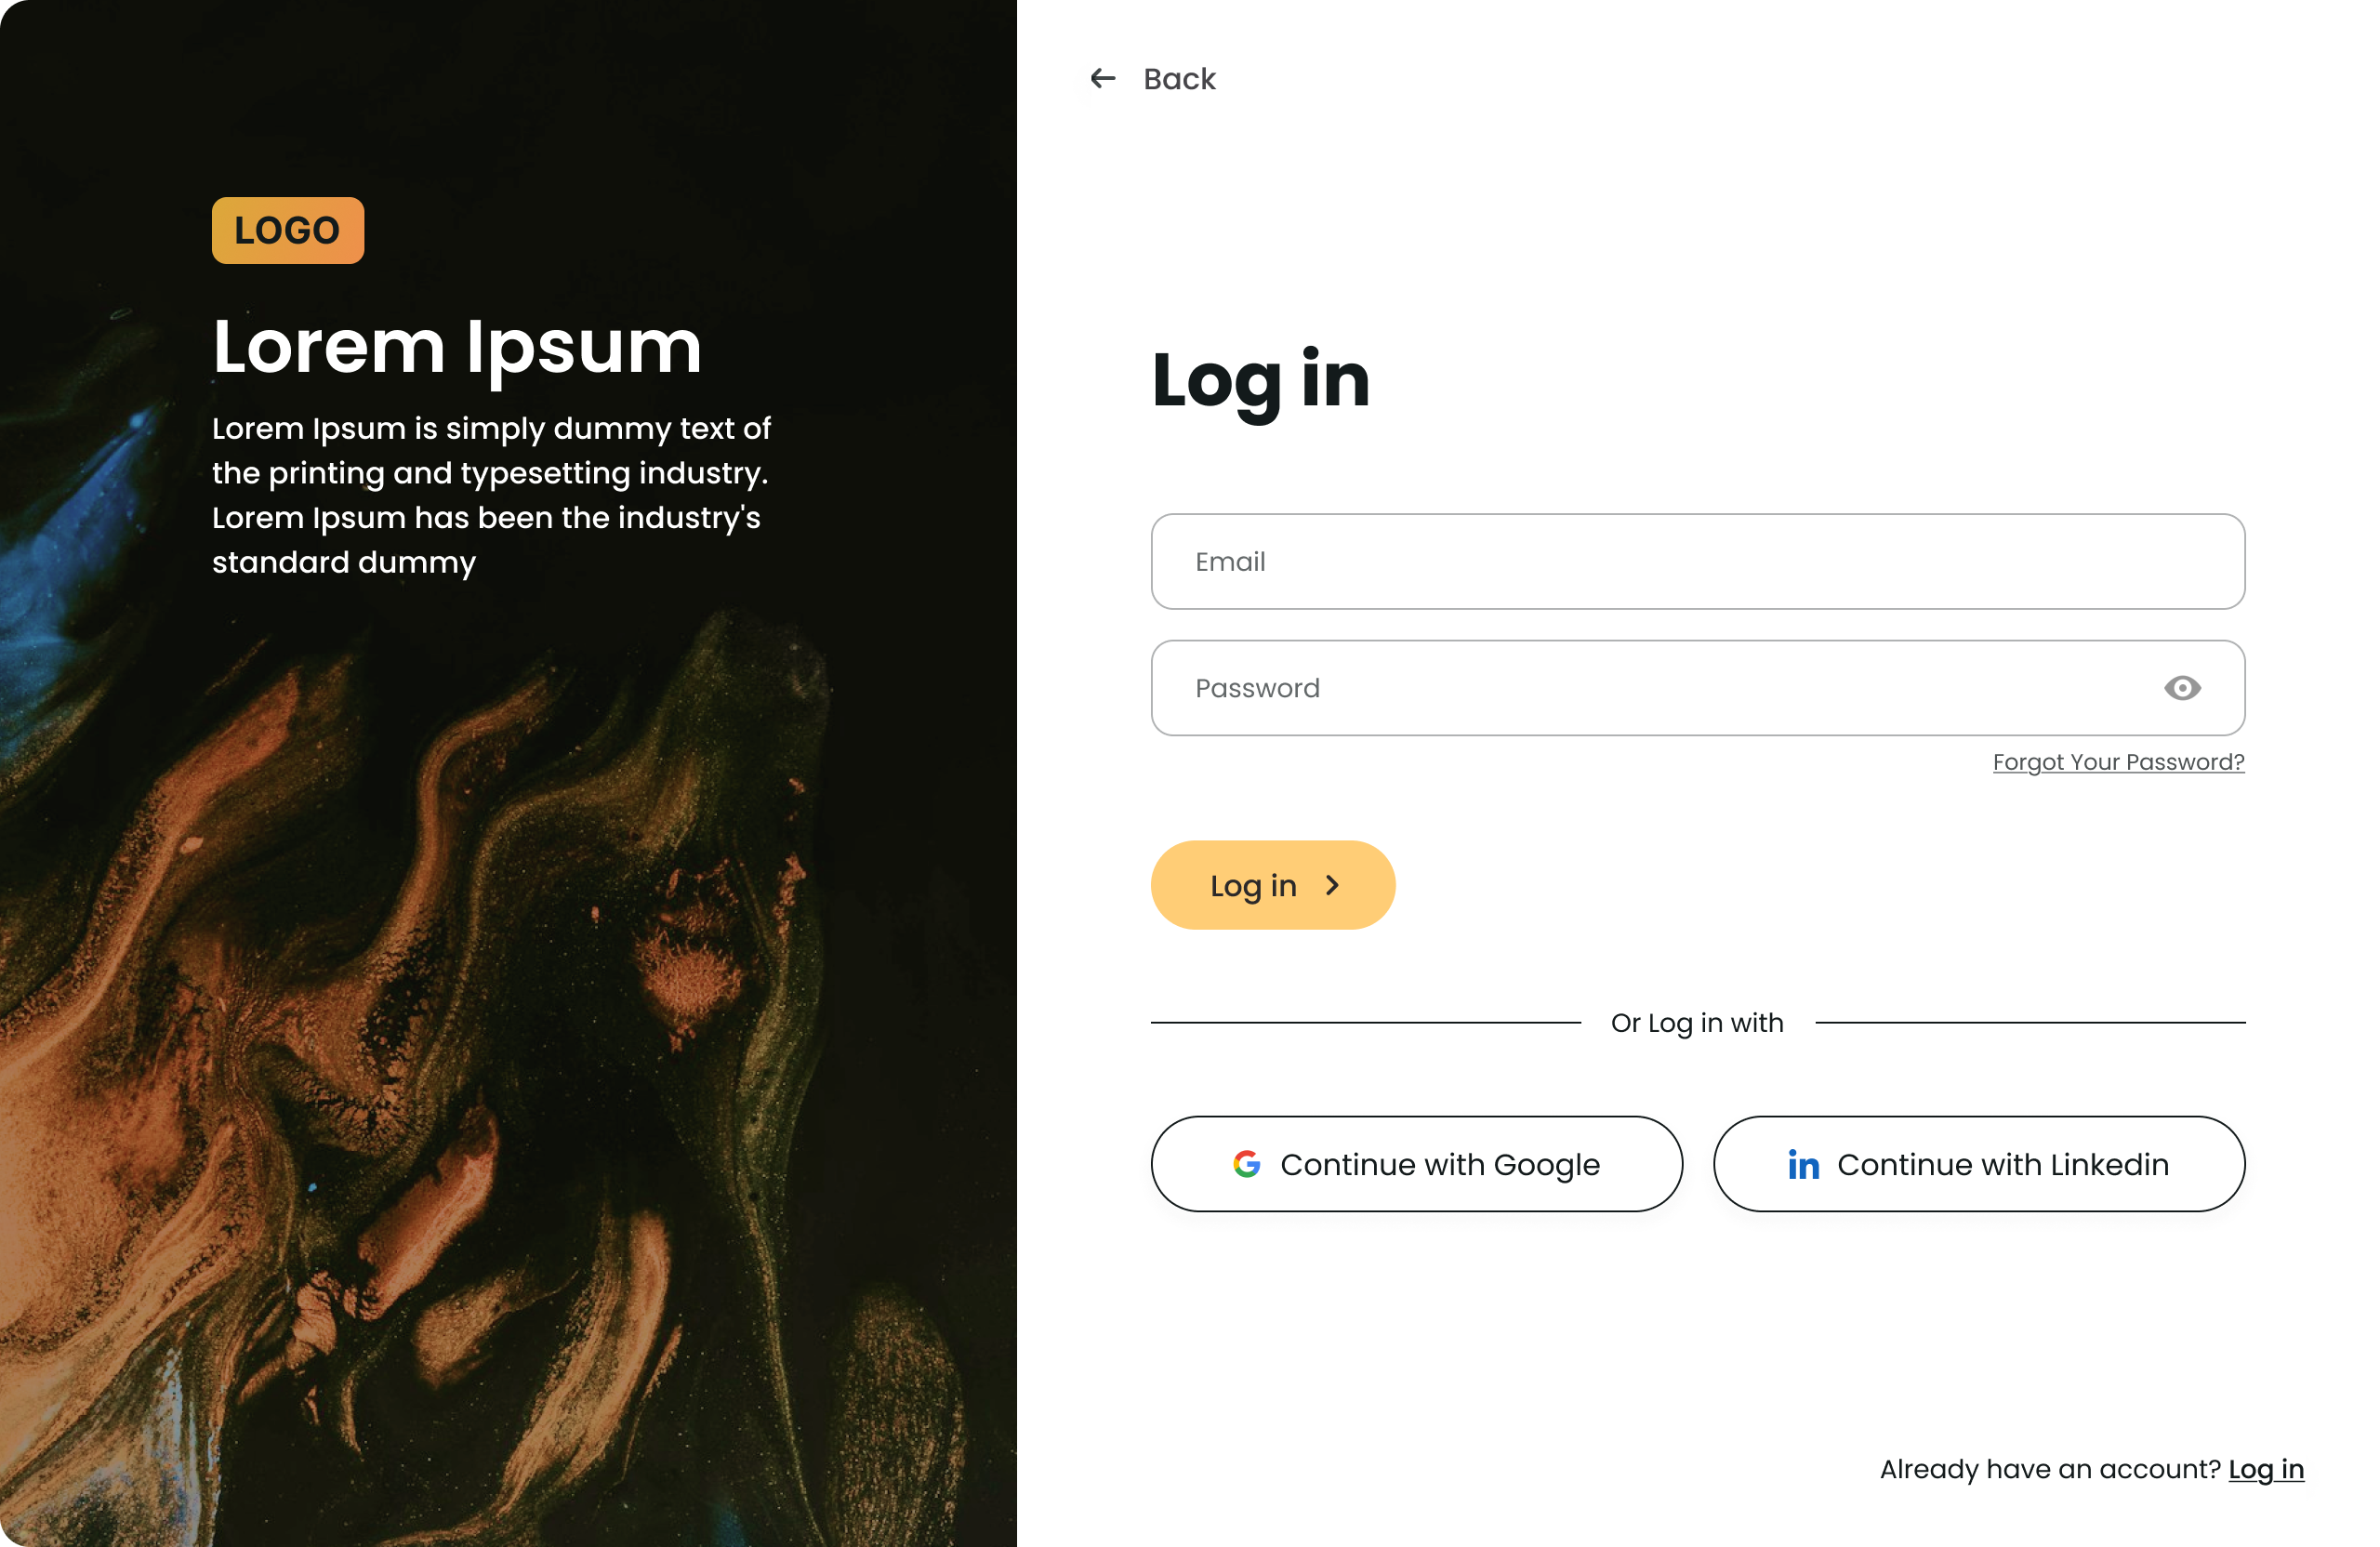 LOGO
Lorem Ipsum
Lorem Ipsum is simply dummy text of
the printing and typesetting industry.
Lorem Ipsum has been the industry's
standard dummy
Back
Log in
Email
Password
Forgot Your Password?
Log in
Or Log in with
Continue with Google
in Continue with Linkedin
Already have an account? Log in